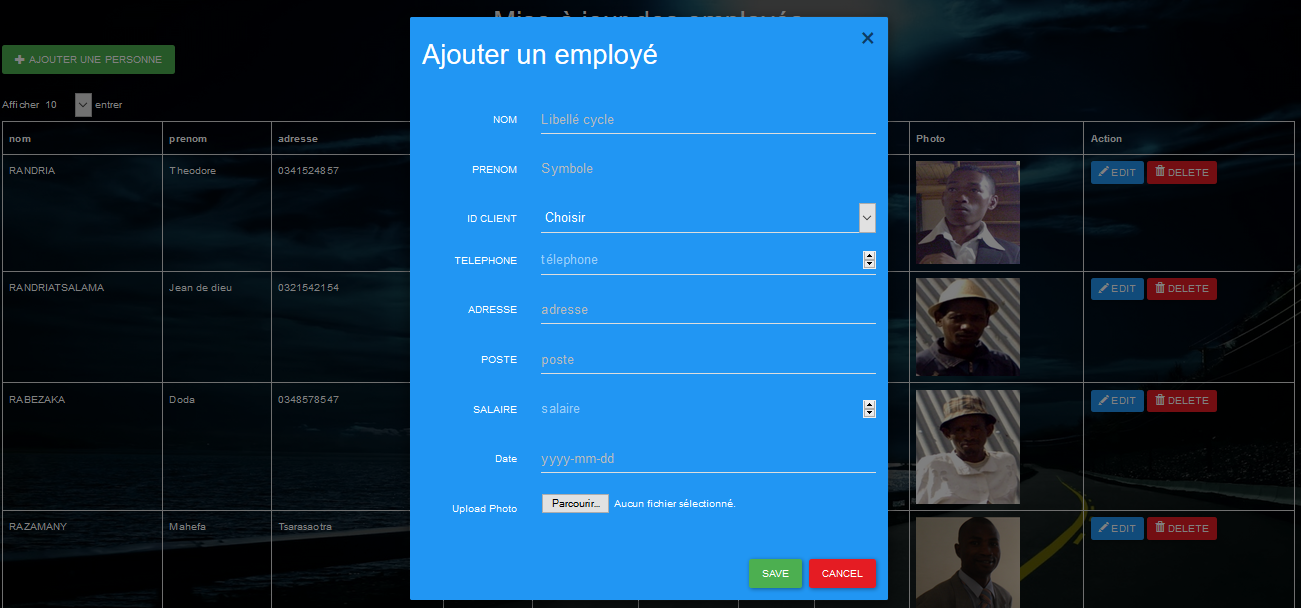 Mise à jour des employés
AJOUTER UNE PERSONNE
Afficher 10 entrer
nom prenom adresse Photo Action
RANDRIA Theodore 0341524857 EDIT DELETE
RANDRIATSALAMA Jean de dieu 0321542154 EDIT DELETE
RABEZAKA Doda 0348578547 EDIT DELETE
RAZAMANY Mahefa Tsarasaotra EDIT DELETE
×
Ajouter un employé
NOM Libellé cycle
PRENOM Symbole
ID CLIENT Choisir
TELEPHONE télephone
ADRESSE adresse
POSTE poste
SALAIRE salaire
Date yyyy-mm-dd
Upload Photo Parcourir... Aucun fichier sélectionné.
SAVE CANCEL